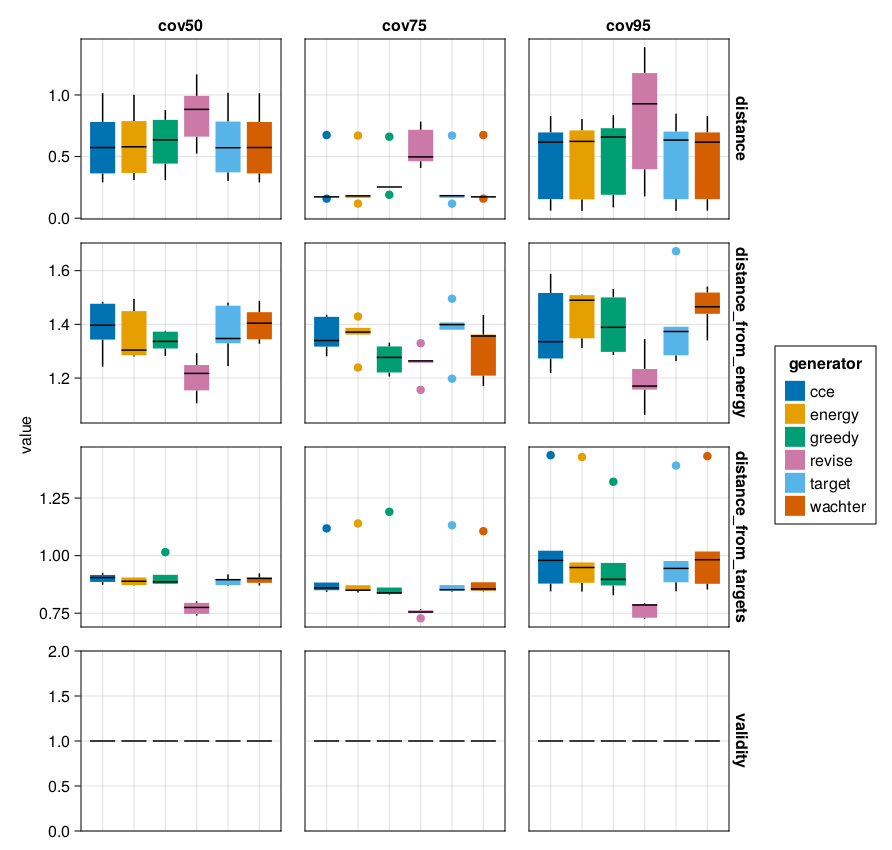 cov50 cov75 cov95
1.0
0.5
0.0
distance
1.6
1.4
1.2
distance_from_energy
value
1.25
1.00
0.75
distance_from_targets
2.0
1.5
1.0
0.5
0.0
validity
generator
cce
energy
greedy
revise
target
wachter